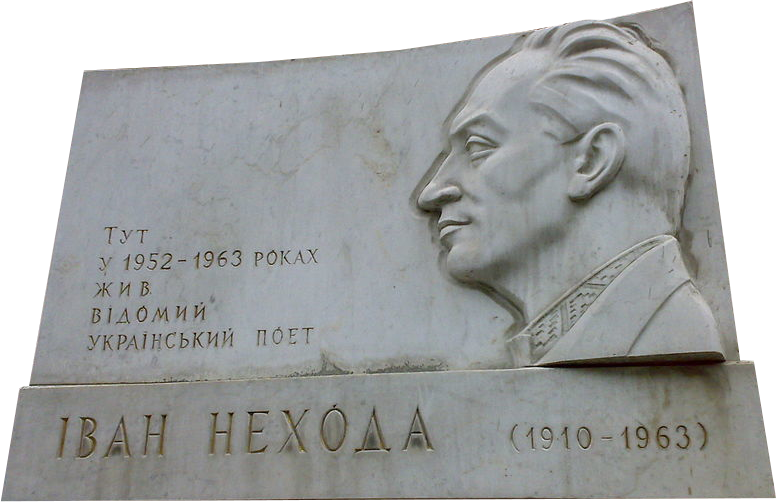 Тут
у 1952-1963 роках
жив
відомий
український поет
ІВАН НЕХОДА (1910-1963)